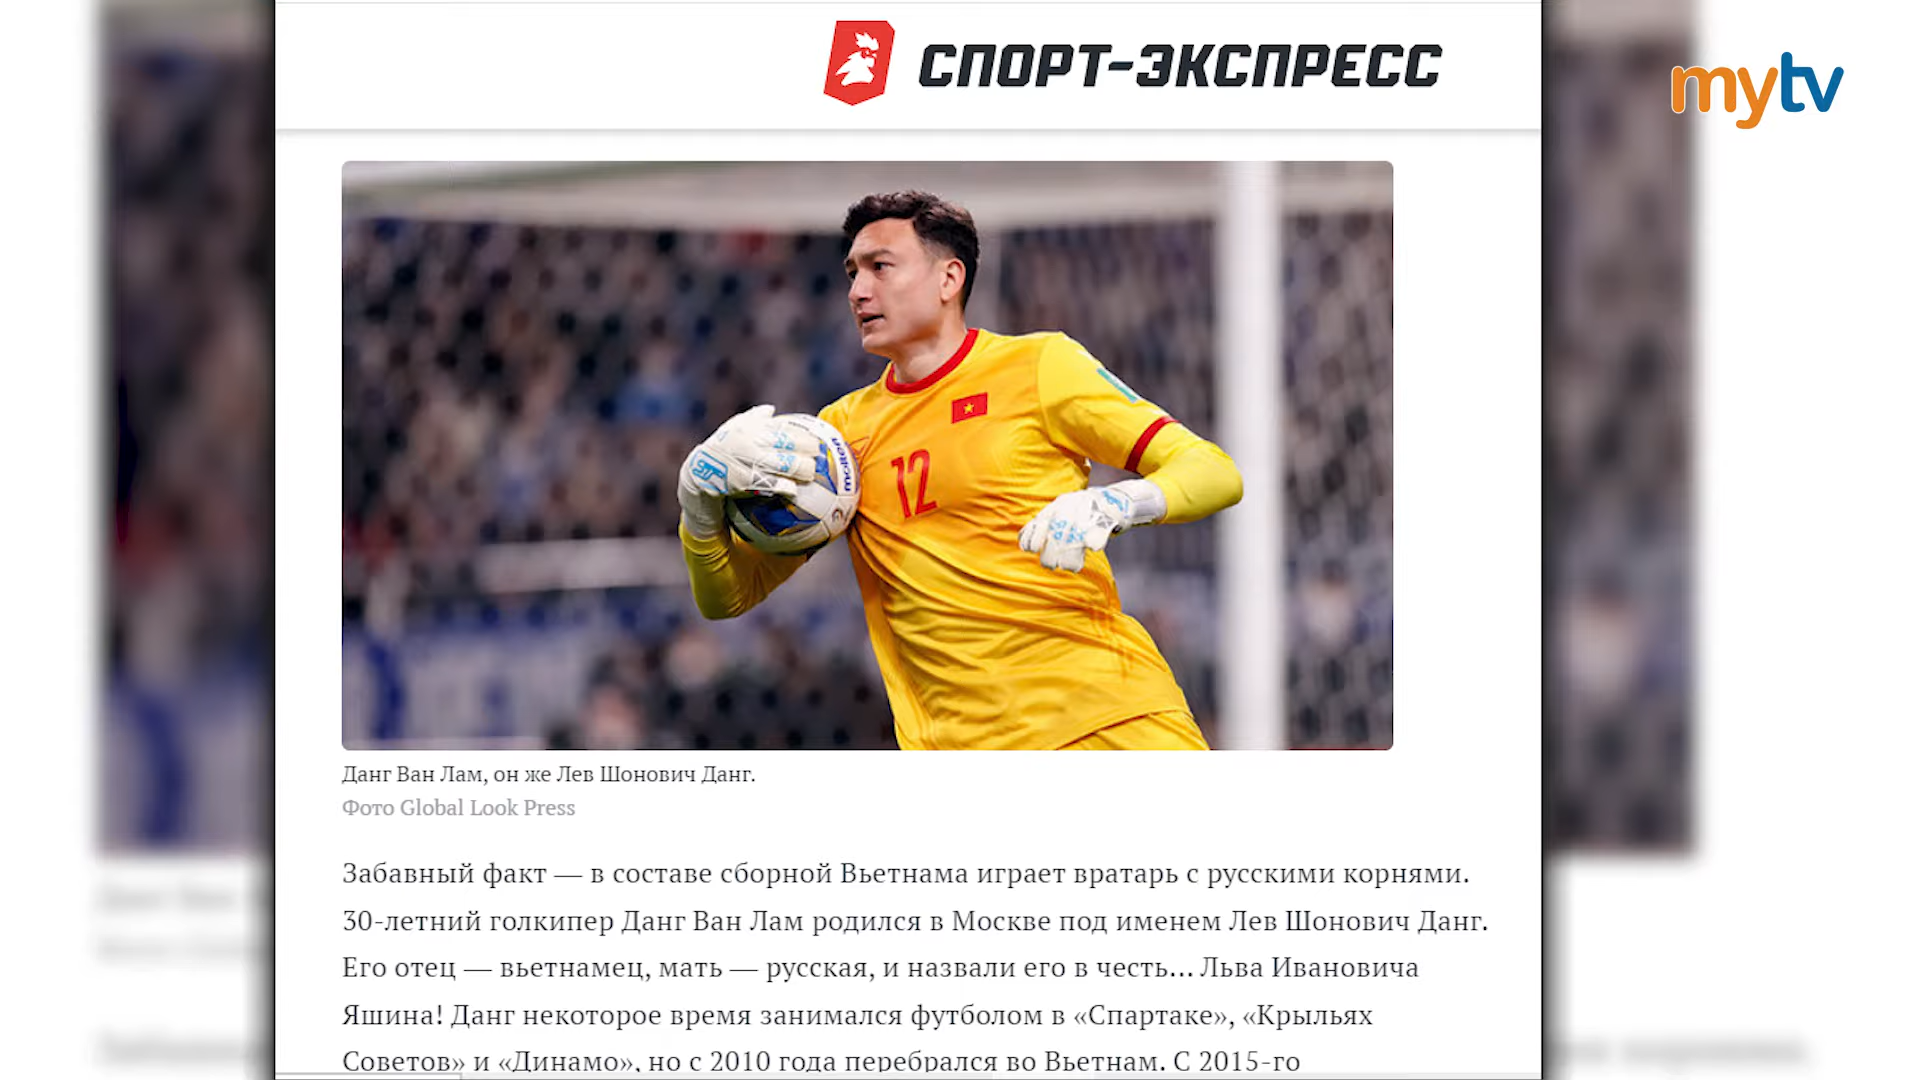 СПОРТ-ЭКСПРЕСС
mytv
molten
12
Данг Ван Лам, он же Лев Шонович Данг.
Фото Global Look Press
Забавный факт — в составе сборной Вьетнама играет вратарь с русскими корнями.
30-летний голкипер Данг Ван Лам родился в Москве под именем Лев Шонович Данг.
Его отец — вьетнамец, мать — русская, и назвали его в честь... Льва Ивановича
Яшина! Данг некоторое время занимался футболом в «Спартаке», «Крыльях
Советов» и «Динамо», но с 2010 года перебрался во Вьетнам. С 2015-го